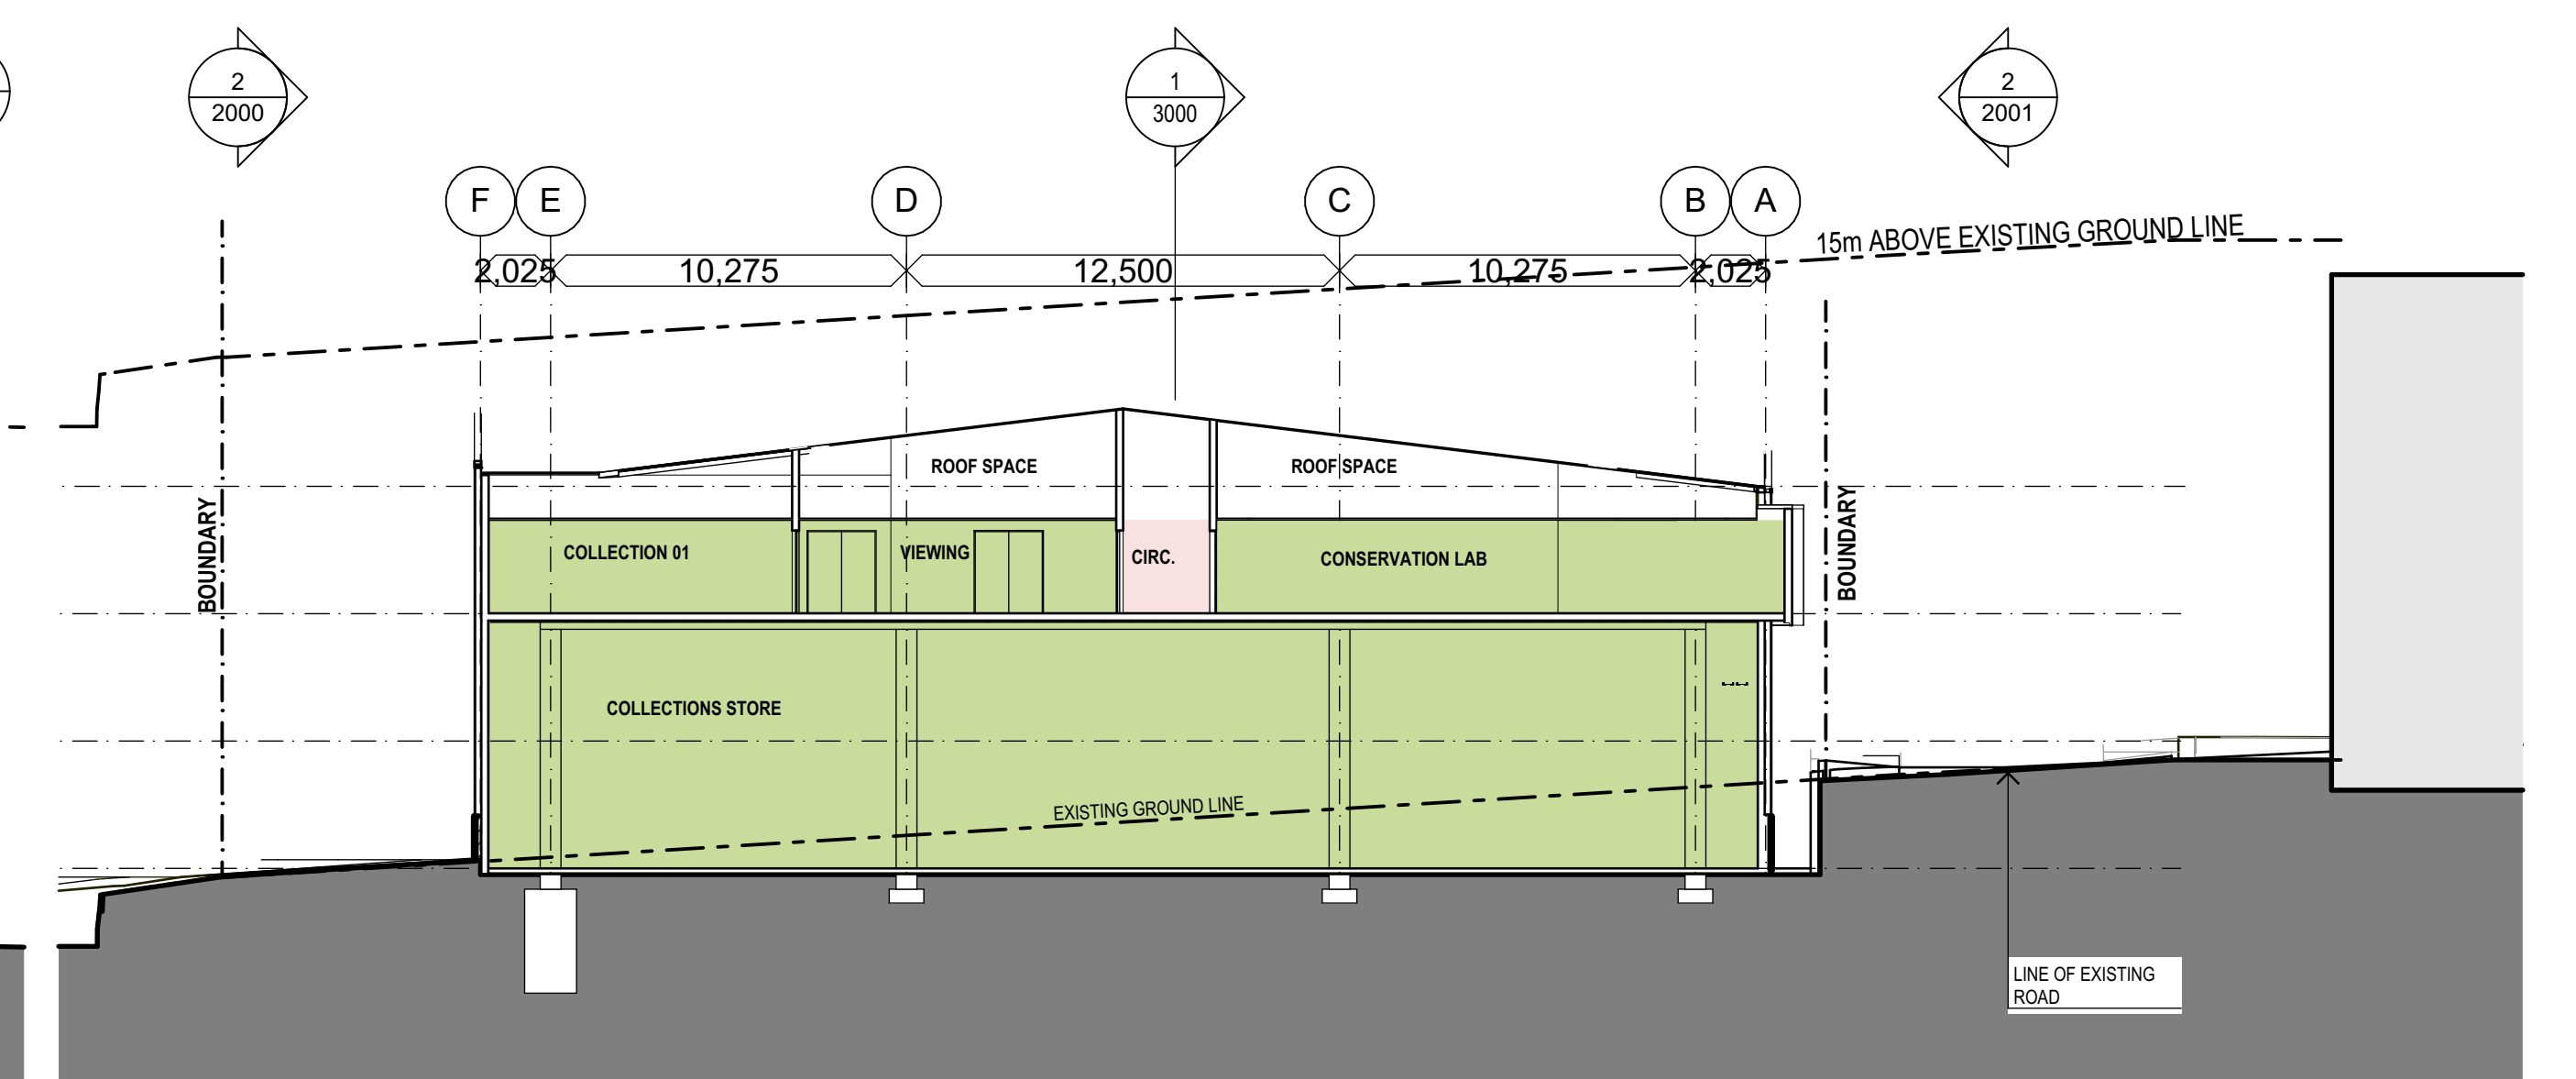 2
2000
1
3000
2
2001
F
E
D
C
B
A
15m ABOVE EXISTING GROUND LINE
2,025
10,275
12,500
10,275
2,025
ROOF SPACE
ROOF SPACE
BOUNDARY
BOUNDARY
COLLECTION 01
VIEWING
CIRC.
CONSERVATION LAB
COLLECTIONS STORE
EXISTING GROUND LINE
LINE OF EXISTING
ROAD